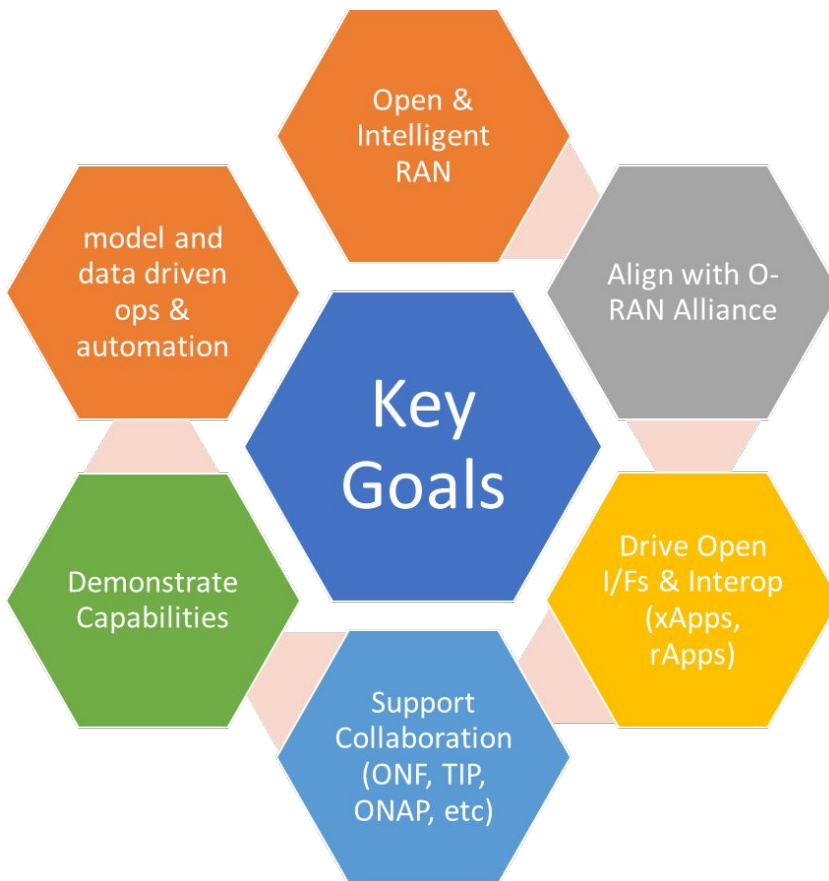 Open &
Intelligent
RAN
model and
data driven
ops &
automation
Align with O-
RAN Alliance
Key
Goals
Demonstrate
Capabilities
Drive Open
I/Fs & Interop
(xApps,
rApps)
Support
Collaboration
(ONF, TIP,
ONAP, etc)